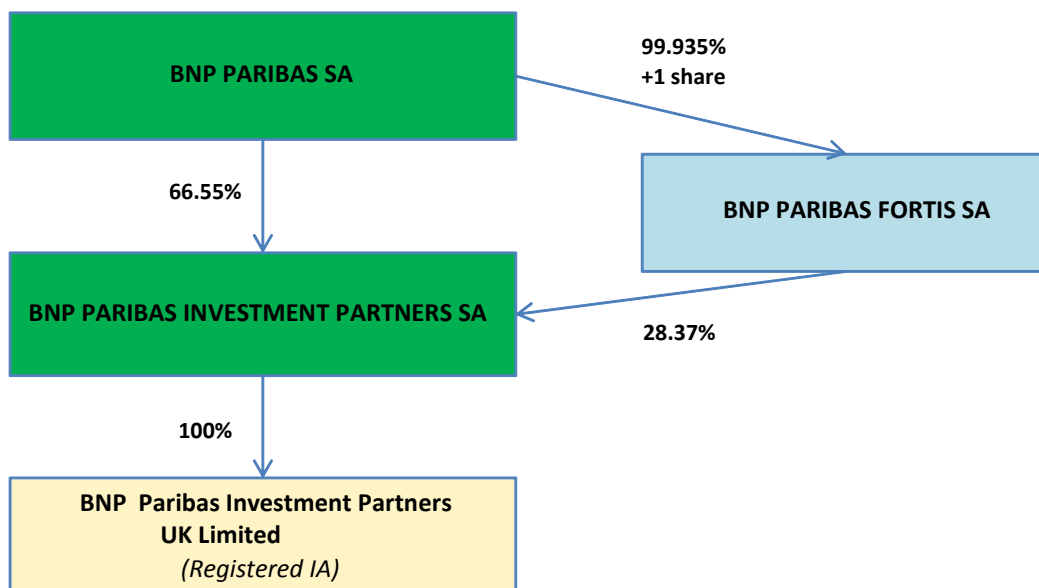 BNP PARIBAS SA
99.935%
+1 share
66.55%
BNP PARIBAS FORTIS SA
BNP PARIBAS INVESTMENT PARTNERS SA
28.37%
100%
BNP Paribas Investment Partners
UK Limited
(Registered IA)